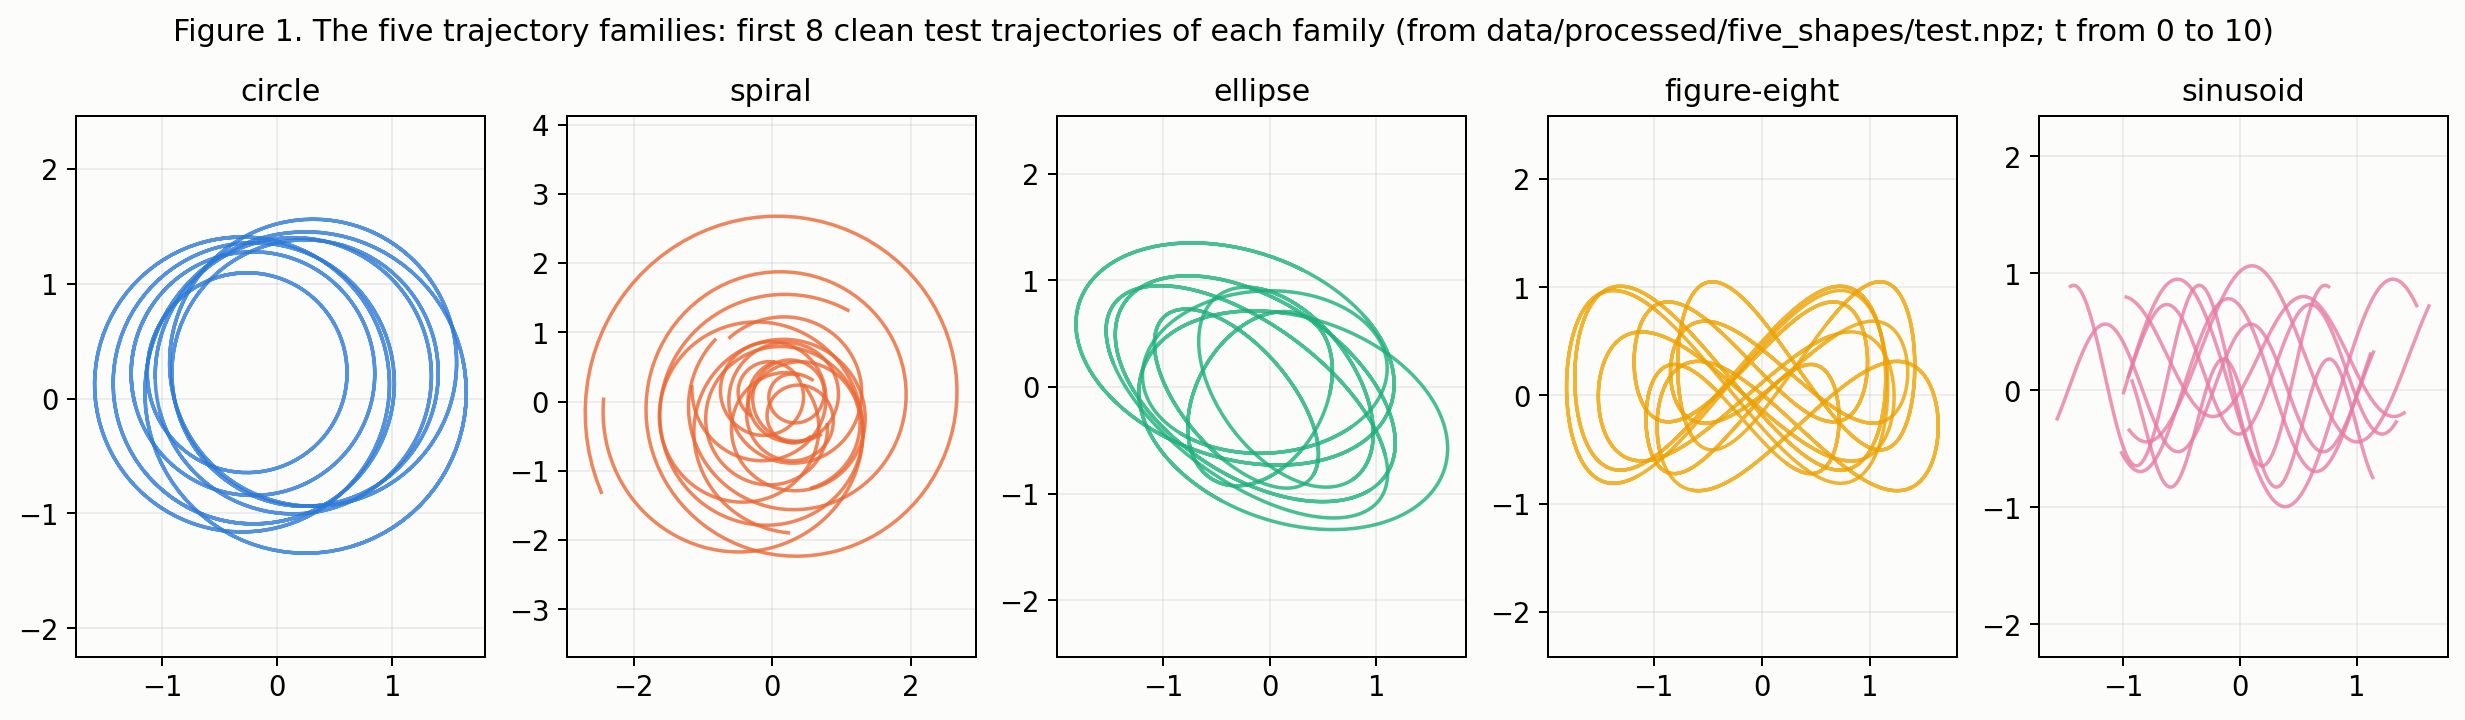 Figure 1. The five trajectory families: first 8 clean test trajectories of each family (from data/processed/five_shapes/test.npz; t from 0 to 10)
circle
2
1
0
−1
−2
−1 0 1
spiral
4
3
2
1
0
−1
−2
−3
−2 0 2
ellipse
2
1
0
−1
−2
−1 0 1
figure-eight
2
1
0
−1
−2
−1 0 1
sinusoid
2
1
0
−1
−2
−1 0 1